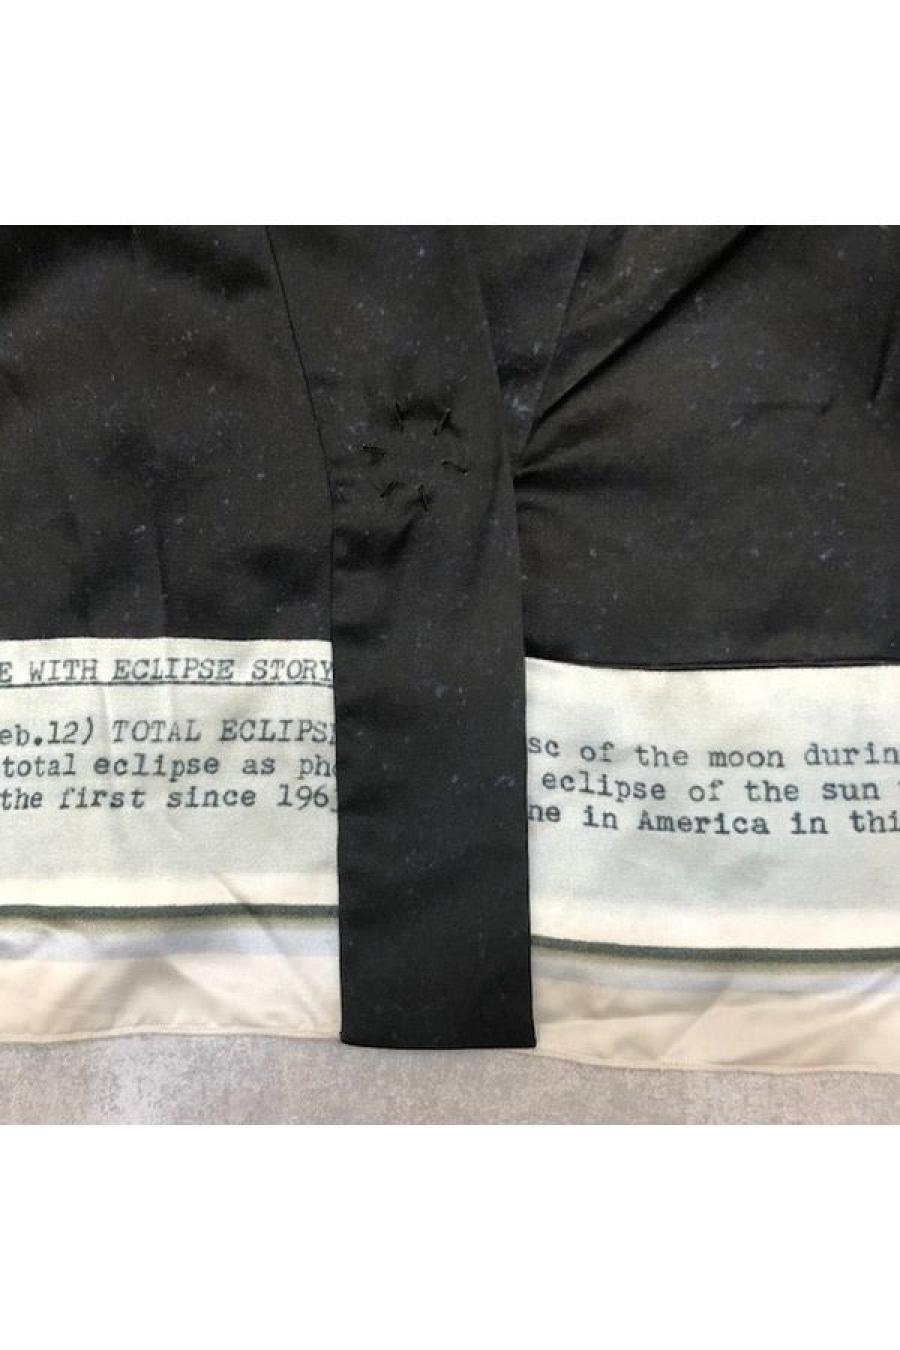 E WITH ECLIPSE STORY
eb.12) TOTAL ECLIPS
total eclipse as ph
the first since 196
sc of the moon durin
eclipse of the sun
ne in America in thi